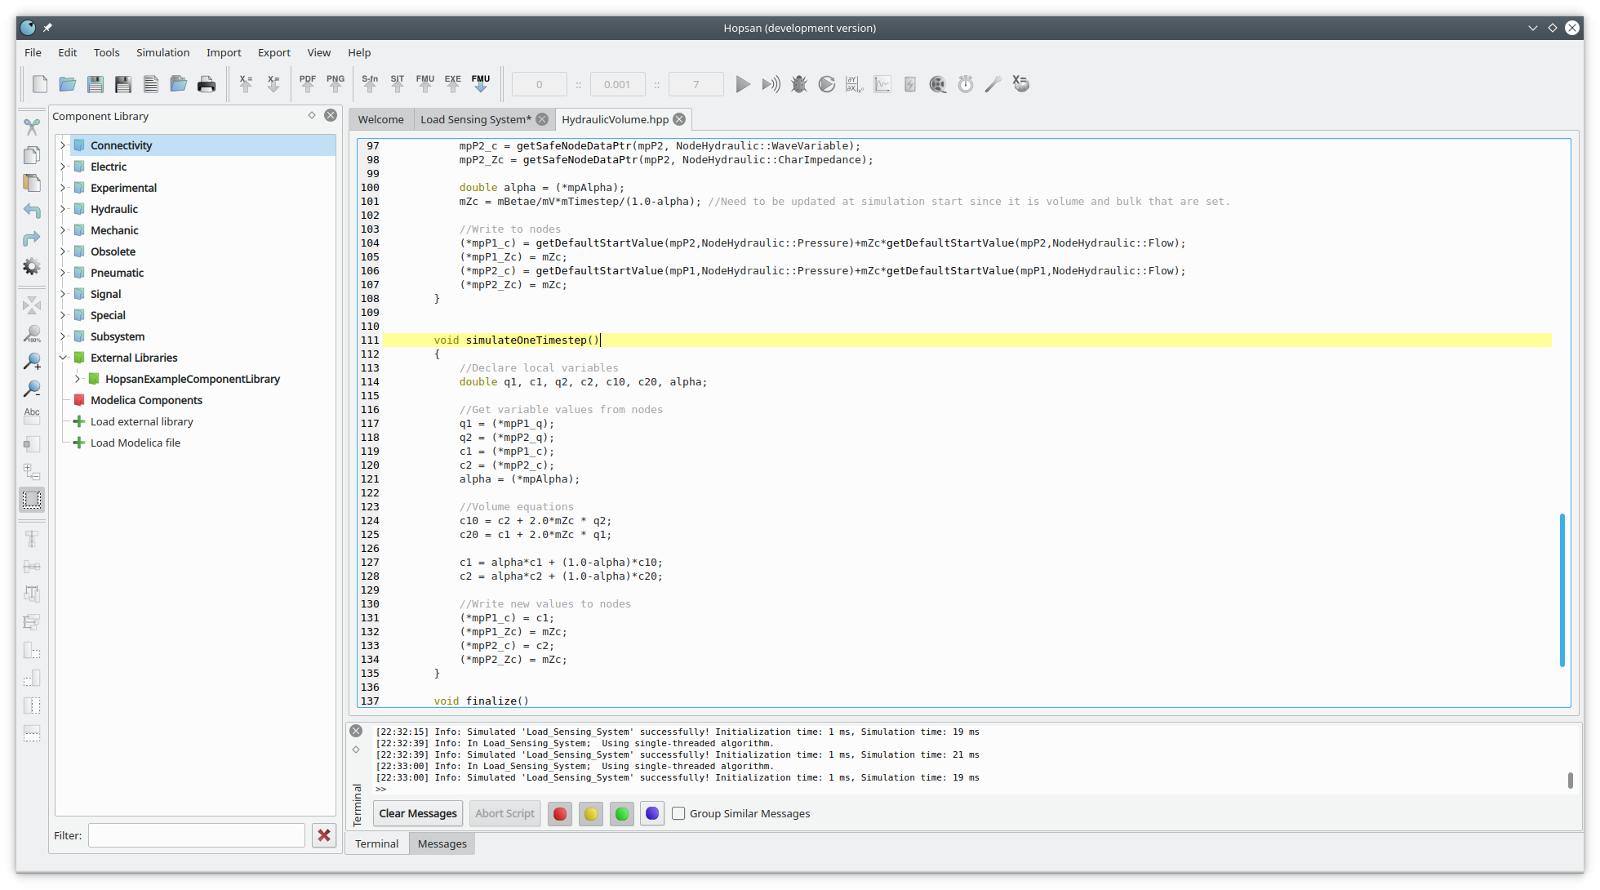 Hopsan (development version)
File Edit Tools Simulation Import Export View Help
PDF PNG S-fn SIT FMU EXE FMU
0 :: 0.001 :: 7
Component Library
Connectivity
Electric
Experimental
Hydraulic
Mechanic
Obsolete
Pneumatic
Signal
Special
Subsystem
External Libraries
HopsanExampleComponentLibrary
Modelica Components
Load external library
Load Modelica file
Filter:
100%
Abc
Welcome Load Sensing System* HydraulicVolume.hpp
97 mpP2_c = getSafeNodeDataPtr(mpP2, NodeHydraulic::WaveVariable);
98 mpP2_Zc = getSafeNodeDataPtr(mpP2, NodeHydraulic::CharImpedance);
99
100 double alpha = (*mpAlpha);
101 mZc = mBetae/mV*mTimestep/(1.0-alpha); //Need to be updated at simulation start since it is volume and bulk that are set.
102
103 //Write to nodes
104 (*mpP1_c) = getDefaultStartValue(mpP2,NodeHydraulic::Pressure)+mZc*getDefaultStartValue(mpP2,NodeHydraulic::Flow);
105 (*mpP1_Zc) = mZc;
106 (*mpP2_c) = getDefaultStartValue(mpP1,NodeHydraulic::Pressure)+mZc*getDefaultStartValue(mpP1,NodeHydraulic::Flow);
107 (*mpP2_Zc) = mZc;
108 }
109
110
111 void simulateOneTimestep()
112 {
113 //Declare local variables
114 double q1, c1, q2, c2, c10, c20, alpha;
115
116 //Get variable values from nodes
117 q1 = (*mpP1_q);
118 q2 = (*mpP2_q);
119 c1 = (*mpP1_c);
120 c2 = (*mpP2_c);
121 alpha = (*mpAlpha);
122
123 //Volume equations
124 c10 = c2 + 2.0*mZc * q2;
125 c20 = c1 + 2.0*mZc * q1;
126
127 c1 = alpha*c1 + (1.0-alpha)*c10;
128 c2 = alpha*c2 + (1.0-alpha)*c20;
129
130 //Write new values to nodes
131 (*mpP1_c) = c1;
132 (*mpP1_Zc) = mZc;
133 (*mpP2_c) = c2;
134 (*mpP2_Zc) = mZc;
135 }
136
137 void finalize()
Terminal
[22:32:15] Info: Simulated 'Load_Sensing_System' successfully! Initialization time: 1 ms, Simulation time: 19 ms
[22:32:39] Info: In Load_Sensing_System; Using single-threaded algorithm.
[22:32:39] Info: Simulated 'Load_Sensing_System' successfully! Initialization time: 1 ms, Simulation time: 21 ms
[22:33:00] Info: In Load_Sensing_System; Using single-threaded algorithm.
[22:33:00] Info: Simulated 'Load_Sensing_System' successfully! Initialization time: 1 ms, Simulation time: 19 ms
>>
Clear Messages Abort Script Group Similar Messages
Terminal Messages